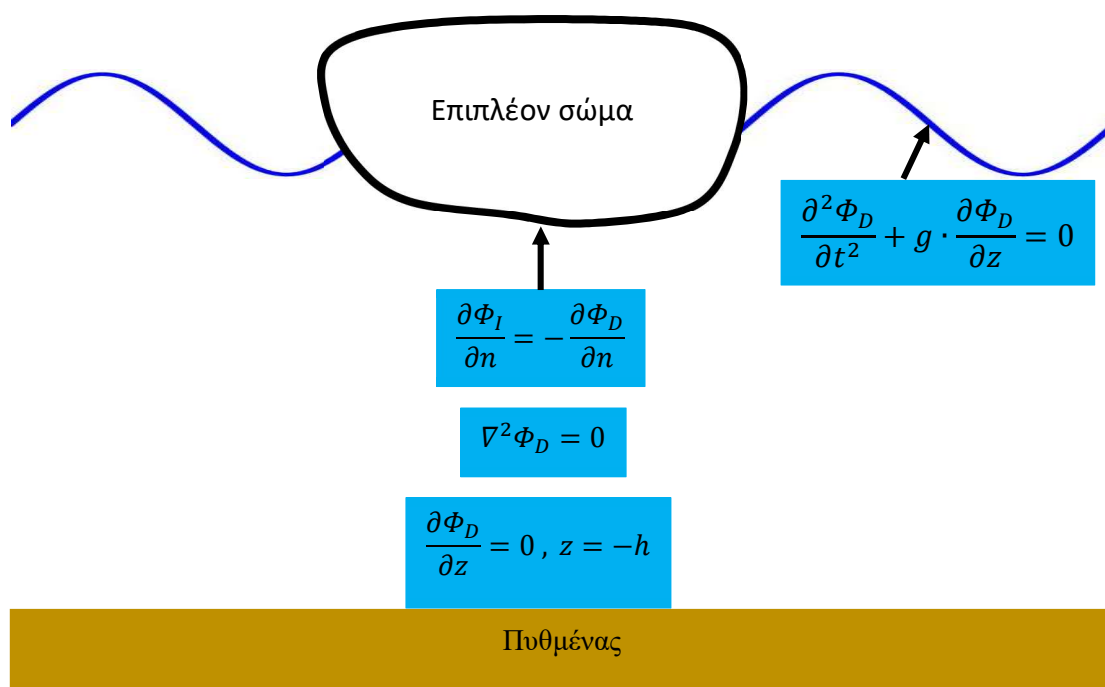 Επιπλέον σώμα
∂²Φ_D/∂t² + g · ∂Φ_D/∂z = 0
∂Φ_I/∂n = − ∂Φ_D/∂n
∇²Φ_D = 0
∂Φ_D/∂z = 0 , z = −h
Πυθμένας